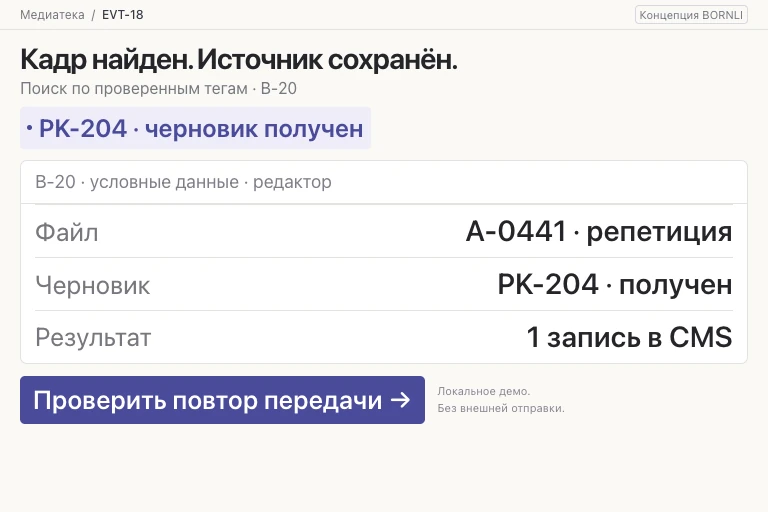 Медиатека / EVT-18
Концепция BORNLI
Кадр найден. Источник сохранён.
Поиск по проверенным тегам · B-20
• PK-204 · черновик получен
B-20 · условные данные · редактор
Файл A-0441 · репетиция
Черновик PK-204 · получен
Результат 1 запись в CMS
Проверить повтор передачи →
Локальное демо.
Без внешней отправки.